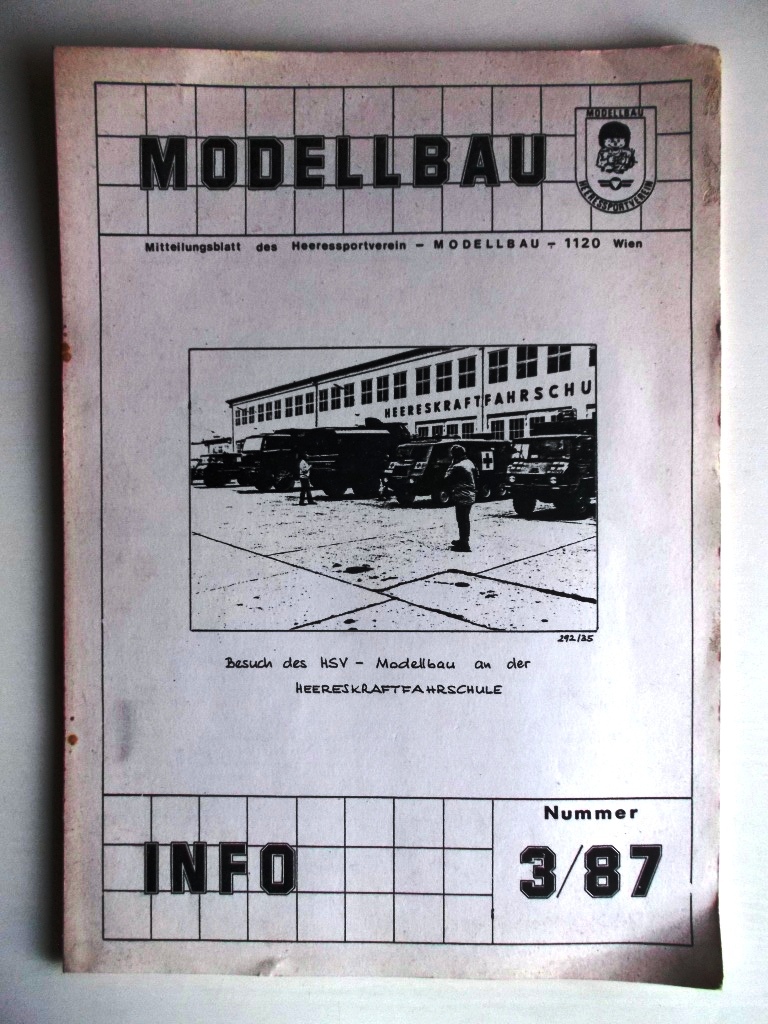 MODELLBAU
MODELLBAU
HEERESSPORTVEREIN
Mitteilungsblatt des Heeressportverein - MODELLBAU - 1120 Wien
HEERESKRAFTFAHRSCHU
292/35
Besuch des HSV - Modellbau an der
HEERESKRAFTFAHRSCHULE
Nummer
INFO
3/87